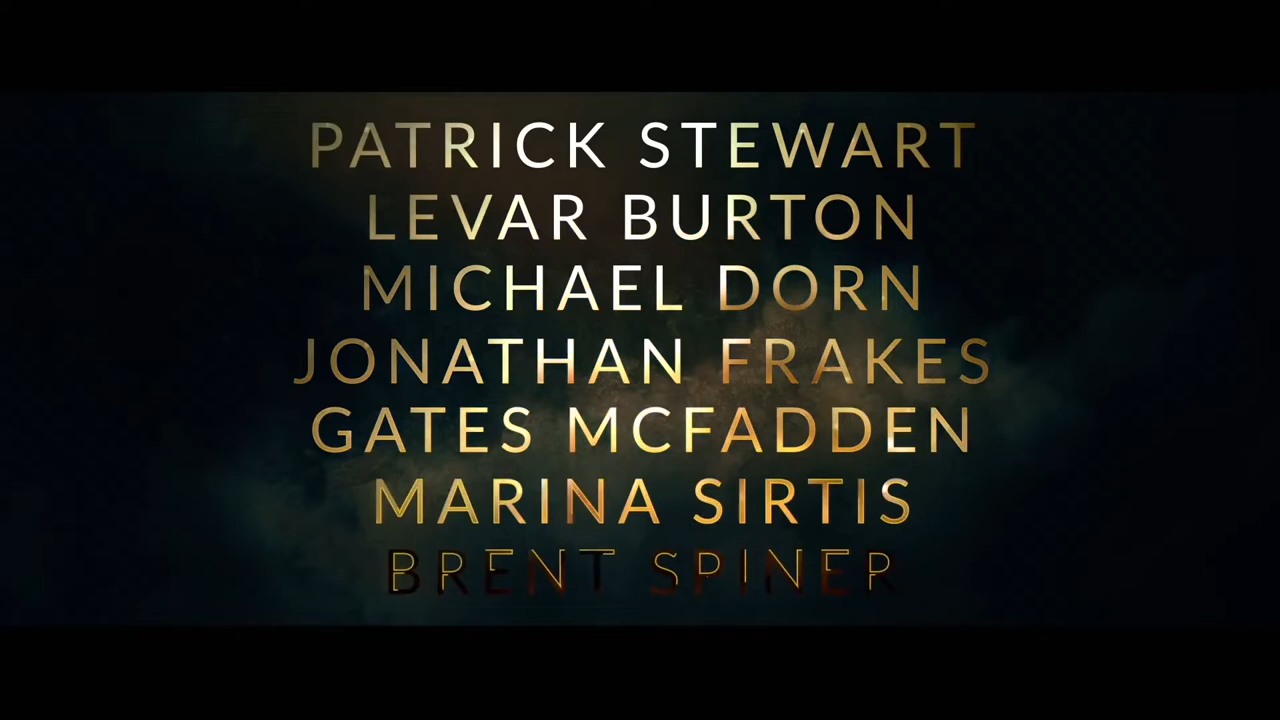 PATRICK STEWART
LEVAR BURTON
MICHAEL DORN
JONATHAN FRAKES
GATES MCFADDEN
MARINA SIRTIS
BRENT SPINER